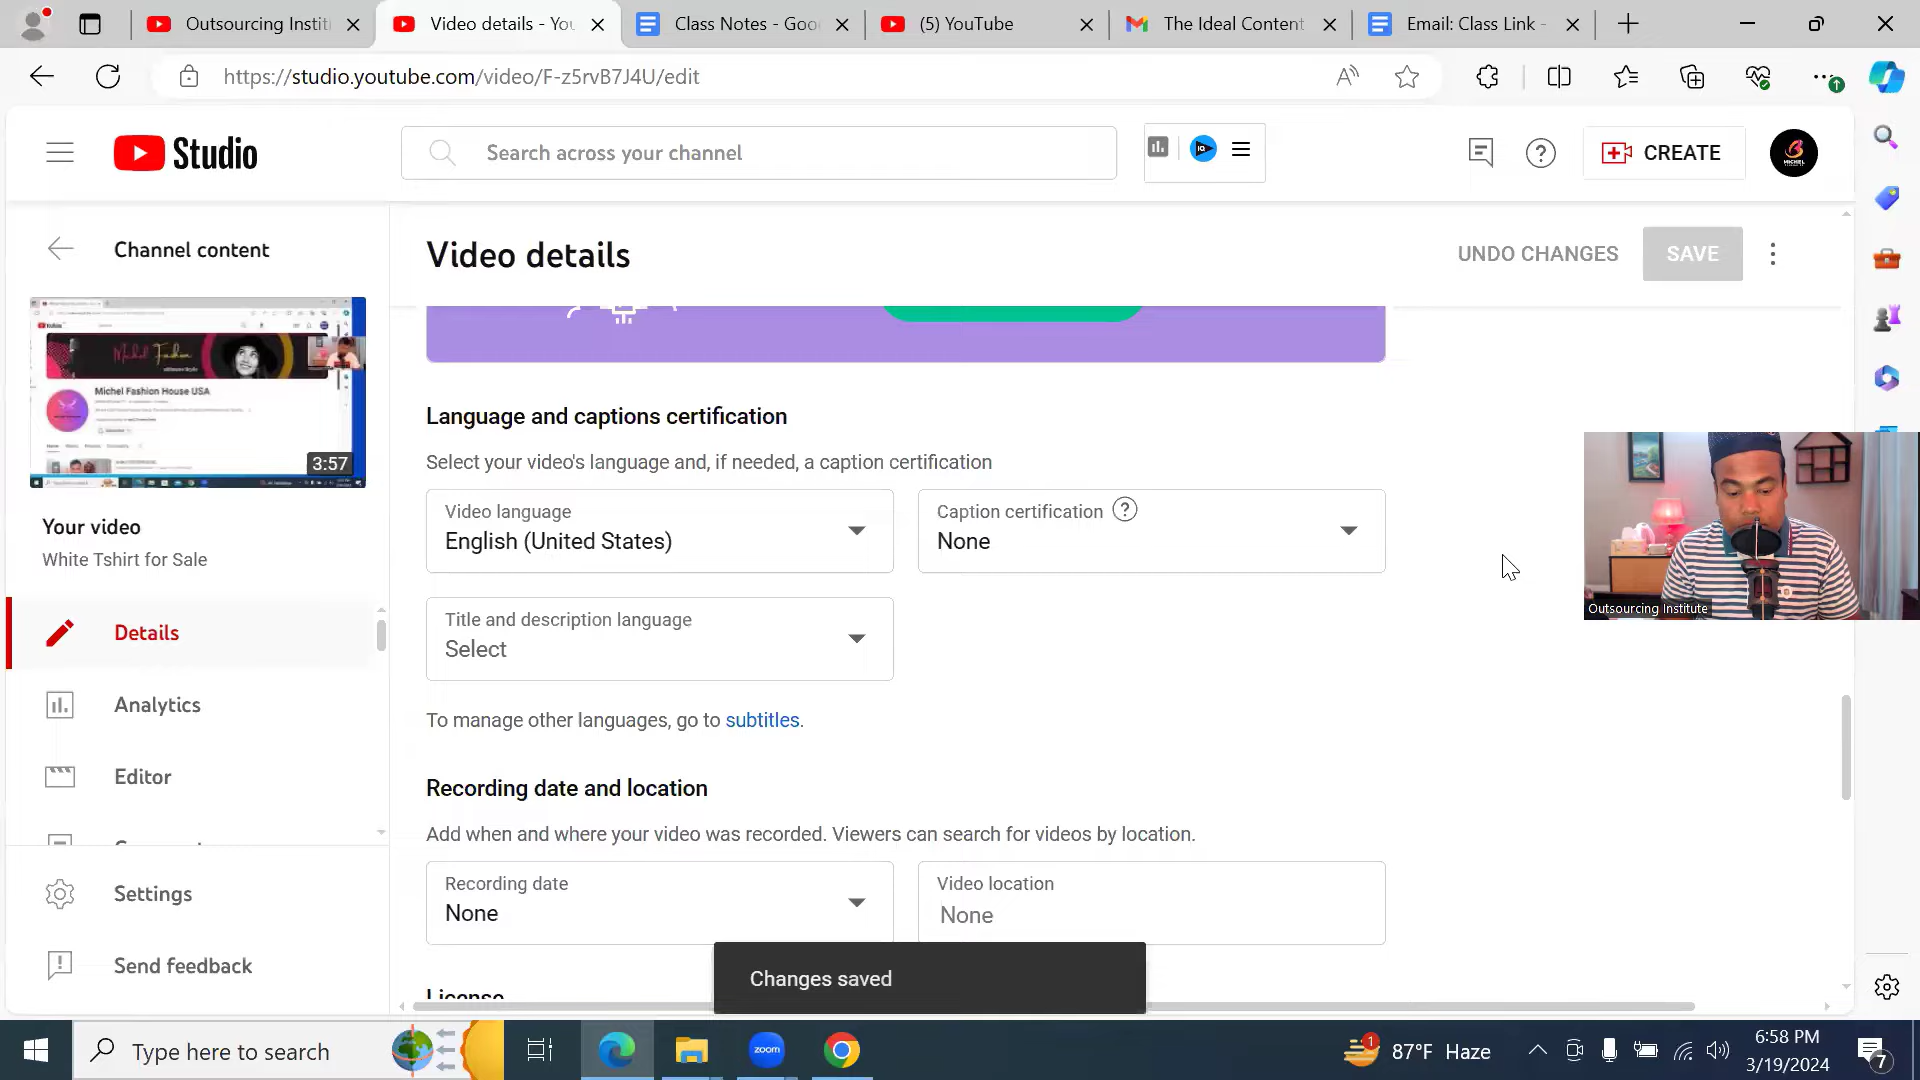 Outsourcing Instit
Video details - You
Class Notes - Goo
(5) YouTube
The Ideal Content
Email: Class Link -
https://studio.youtube.com/video/F-z5rvB7J4U/edit
Studio
Search across your channel
CREATE
Channel content
Michel Fashion
Michel Fashion House USA
3:57
Your video
White Tshirt for Sale
Details
Analytics
Editor
Settings
Send feedback
Video details
UNDO CHANGES
SAVE
Language and captions certification
Select your video's language and, if needed, a caption certification
Video language
English (United States)
Caption certification
None
Title and description language
Select
To manage other languages, go to subtitles.
Recording date and location
Add when and where your video was recorded. Viewers can search for videos by location.
Recording date
None
Video location
None
License
Changes saved
Outsourcing Institute
Type here to search
zoom
1
87°F Haze
6:58 PM
3/19/2024
7